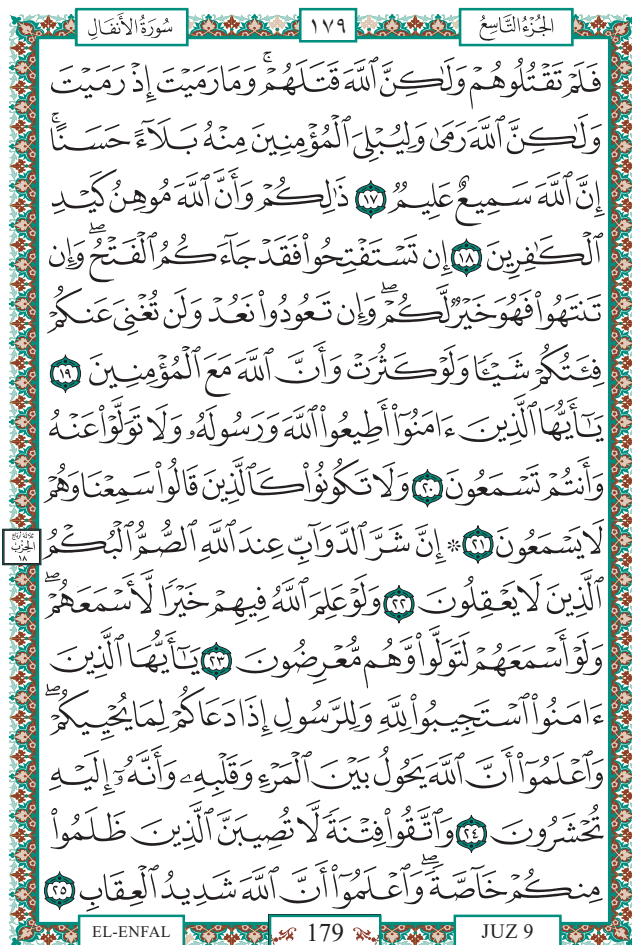 سُورَةُ الأَنفَالِ ١٧٩ الجُزْءُ التَّاسِعُ
فَلَمْ تَقْتُلُوهُمْ وَلَٰكِنَّ ٱللَّهَ قَتَلَهُمْۚ وَمَا رَمَيْتَ إِذْ رَمَيْتَ
وَلَٰكِنَّ ٱللَّهَ رَمَىٰ وَلِيُبْلِيَ ٱلْمُؤْمِنِينَ مِنْهُ بَلَآءً حَسَنًاۚ
إِنَّ ٱللَّهَ سَمِيعٌ عَلِيمٌ ١٧ ذَٰلِكُمْ وَأَنَّ ٱللَّهَ مُوهِنُ كَيْدِ
ٱلْكَٰفِرِينَ ١٨ إِن تَسْتَفْتِحُوا۟ فَقَدْ جَآءَكُمُ ٱلْفَتْحُۖ وَإِن
تَنتَهُوا۟ فَهُوَ خَيْرٌ لَّكُمْۖ وَإِن تَعُودُوا۟ نَعُدْ وَلَن تُغْنِيَ عَنكُمْ
فِئَتُكُمْ شَيْـًٔا وَلَوْ كَثُرَتْ وَأَنَّ ٱللَّهَ مَعَ ٱلْمُؤْمِنِينَ ١٩
يَٰٓأَيُّهَا ٱلَّذِينَ ءَامَنُوٓا۟ أَطِيعُوا۟ ٱللَّهَ وَرَسُولَهُۥ وَلَا تَوَلَّوْا۟ عَنْهُ
وَأَنتُمْ تَسْمَعُونَ ٢٠ وَلَا تَكُونُوا۟ كَٱلَّذِينَ قَالُوا۟ سَمِعْنَا وَهُمْ
لَا يَسْمَعُونَ ٢١ ۞ إِنَّ شَرَّ ٱلدَّوَآبِّ عِندَ ٱللَّهِ ٱلصُّمُّ ٱلْبُكْمُ
ثلاثة أرباع
الحزب
١٨
ٱلَّذِينَ لَا يَعْقِلُونَ ٢٢ وَلَوْ عَلِمَ ٱللَّهُ فِيهِمْ خَيْرًا لَّأَسْمَعَهُمْۖ
وَلَوْ أَسْمَعَهُمْ لَتَوَلَّوا۟ وَّهُم مُّعْرِضُونَ ٢٣ يَٰٓأَيُّهَا ٱلَّذِينَ
ءَامَنُوا۟ ٱسْتَجِيبُوا۟ لِلَّهِ وَلِلرَّسُولِ إِذَا دَعَاكُمْ لِمَا يُحْيِيكُمْۖ
وَٱعْلَمُوٓا۟ أَنَّ ٱللَّهَ يَحُولُ بَيْنَ ٱلْمَرْءِ وَقَلْبِهِۦ وَأَنَّهُۥٓ إِلَيْهِ
تُحْشَرُونَ ٢٤ وَٱتَّقُوا۟ فِتْنَةً لَّا تُصِيبَنَّ ٱلَّذِينَ ظَلَمُوا۟
مِنكُمْ خَآصَّةًۖ وَٱعْلَمُوٓا۟ أَنَّ ٱللَّهَ شَدِيدُ ٱلْعِقَابِ ٢٥
EL-ENFAL 179 JUZ 9